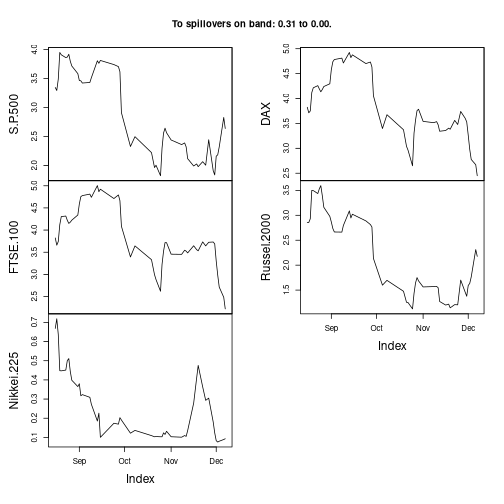 To spillovers on band: 0.31 to 0.00.
S.P.500
4.0
3.5
3.0
2.5
2.0
FTSE.100
5.0
4.5
4.0
3.5
3.0
2.5
Nikkei.225
0.7
0.6
0.5
0.4
0.3
0.2
0.1
Sep Oct Nov Dec
Index
DAX
5.0
4.5
4.0
3.5
3.0
2.5
Russel.2000
3.5
3.0
2.5
2.0
1.5
Sep Oct Nov Dec
Index